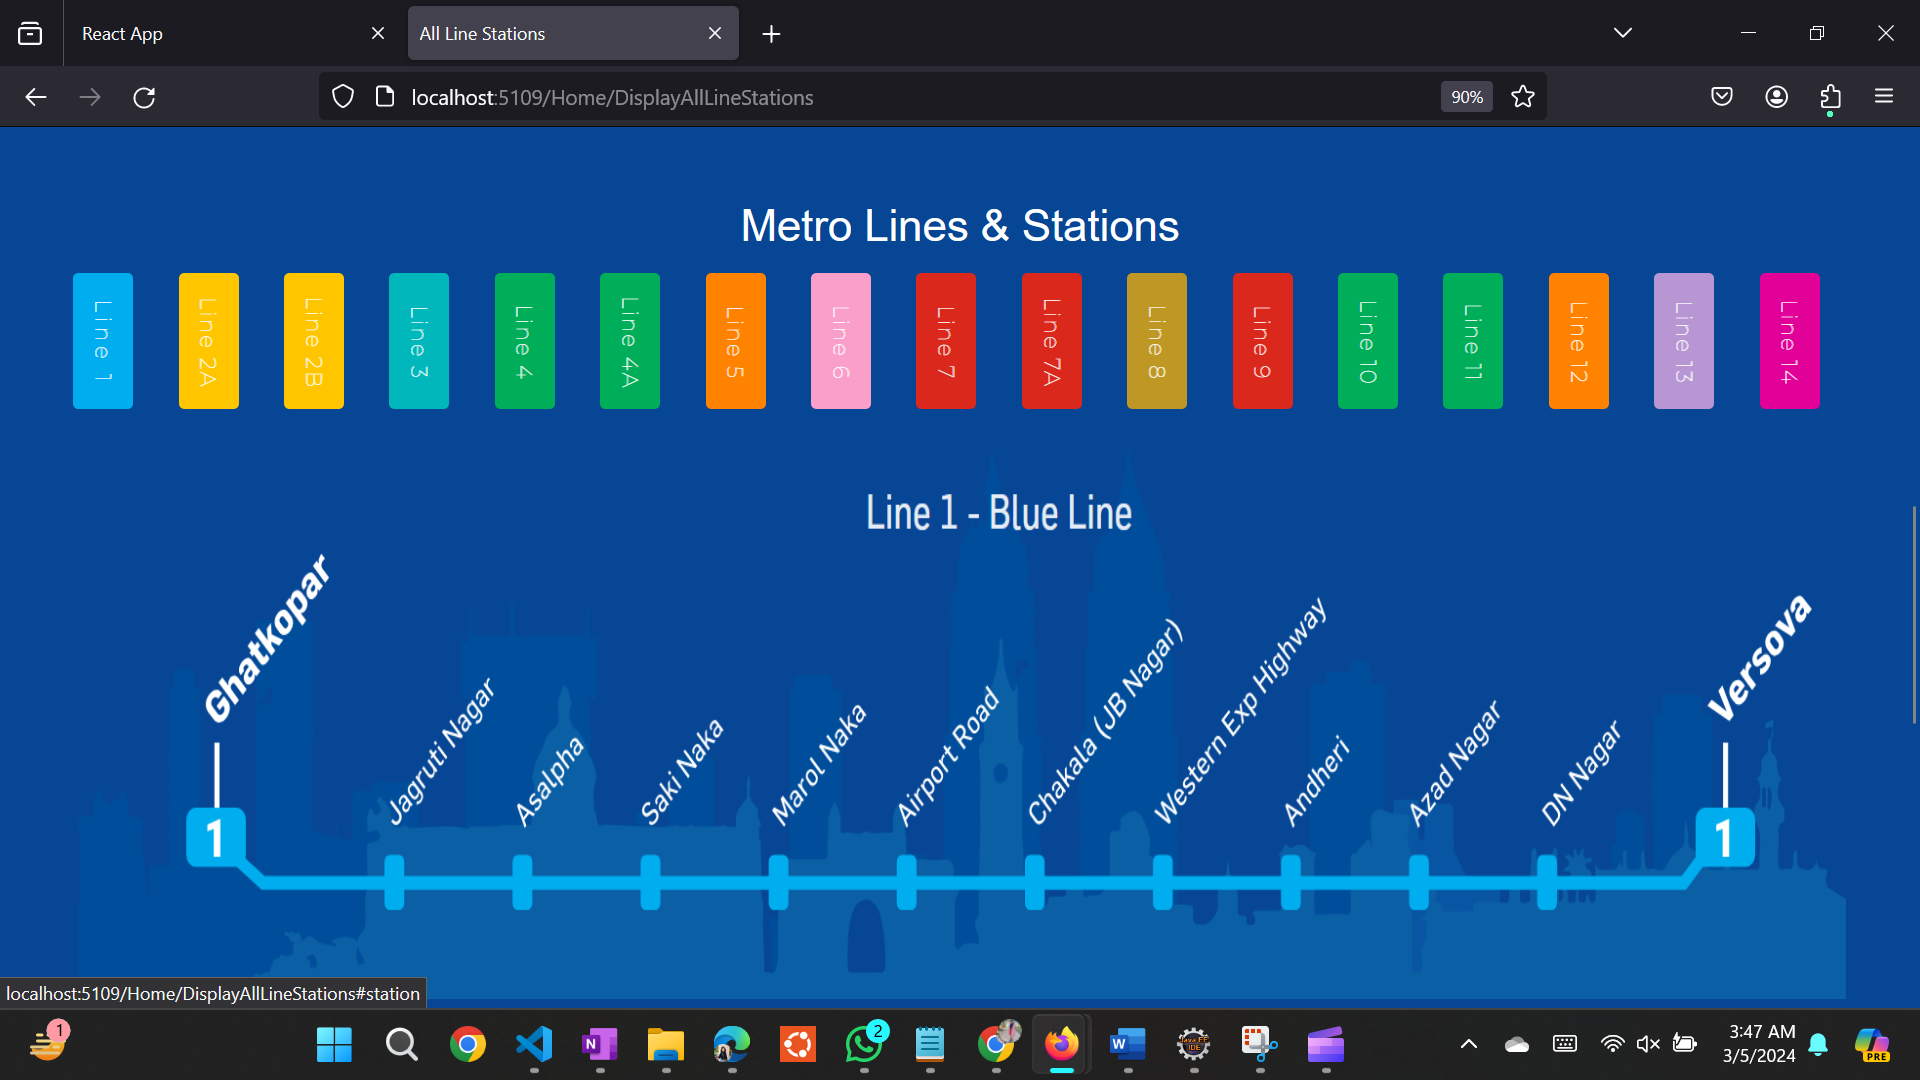 React App
All Line Stations
localhost:5109/Home/DisplayAllLineStations
90%
Metro Lines & Stations
Line 1
Line 2A
Line 2B
Line 3
Line 4
Line 4A
Line 5
Line 6
Line 7
Line 7A
Line 8
Line 9
Line 10
Line 11
Line 12
Line 13
Line 14
Line 1 - Blue Line
Ghatkopar
Jagruti Nagar
Asalpha
Saki Naka
Marol Naka
Airport Road
Chakala (JB Nagar)
Western Exp Highway
Andheri
Azad Nagar
DN Nagar
Versova
1
1
localhost:5109/Home/DisplayAllLineStations#station
1
N
2
W
Java EE
IDE
3:47 AM
3/5/2024
PRE